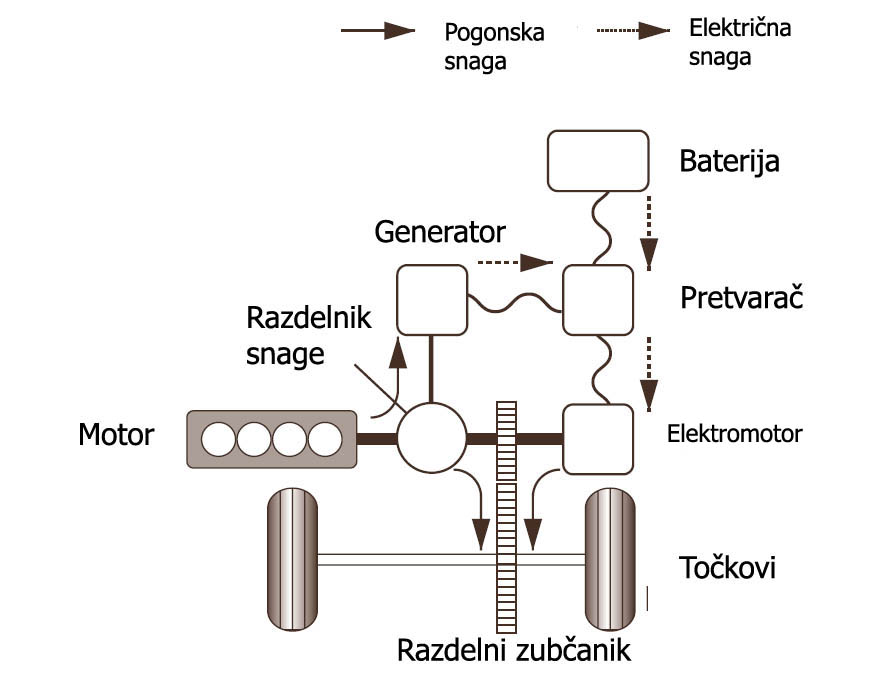 Pogonska
snaga
Električna
snaga
Baterija
Generator
Pretvarač
Razdelnik
snage
Motor
Elektromotor
Točkovi
Razdelni zubčanik